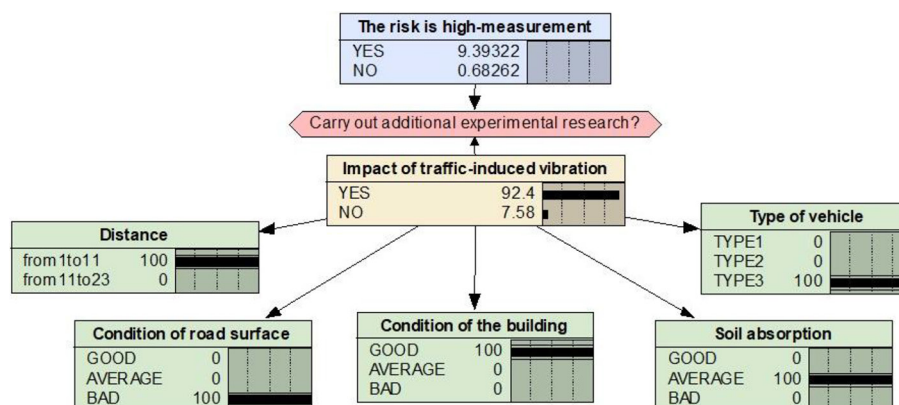 The risk is high-measurement
YES 9.39322
NO 0.68262
Carry out additional experimental research?
Impact of traffic-induced vibration
YES 92.4
NO 7.58
Distance
from1to11 100
from11to23 0
Type of vehicle
TYPE1 0
TYPE2 0
TYPE3 100
Condition of road surface
GOOD 0
AVERAGE 0
BAD 100
Condition of the building
GOOD 100
AVERAGE 0
BAD 0
Soil absorption
GOOD 0
AVERAGE 100
BAD 0